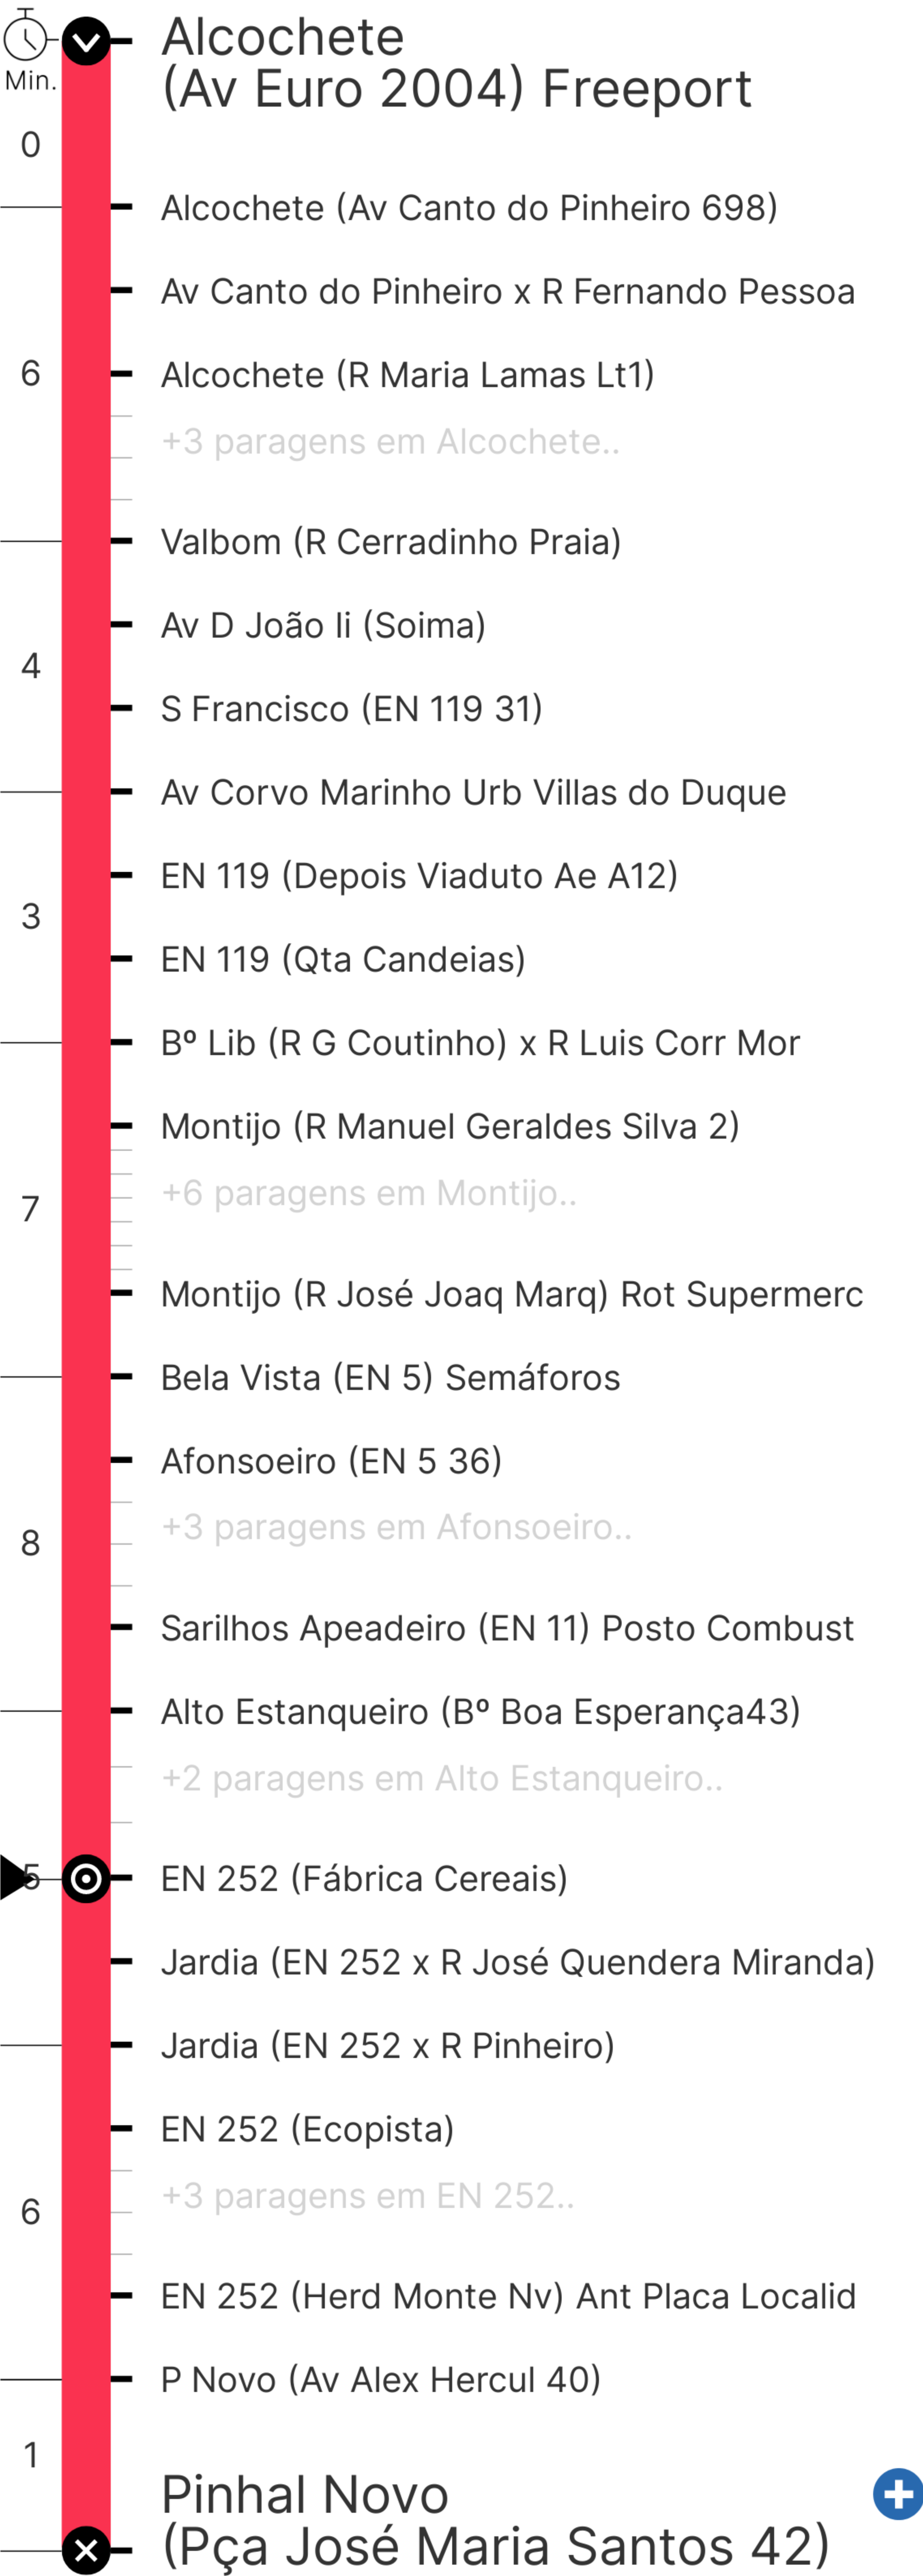 Alcochete
(Av Euro 2004) Freeport
Min.
0
Alcochete (Av Canto do Pinheiro 698)
Av Canto do Pinheiro x R Fernando Pessoa
6
Alcochete (R Maria Lamas Lt1)
+3 paragens em Alcochete..
Valbom (R Cerradinho Praia)
Av D João Ii (Soima)
4
S Francisco (EN 119 31)
Av Corvo Marinho Urb Villas do Duque
EN 119 (Depois Viaduto Ae A12)
3
EN 119 (Qta Candeias)
Bº Lib (R G Coutinho) x R Luis Corr Mor
Montijo (R Manuel Geraldes Silva 2)
+6 paragens em Montijo..
7
Montijo (R José Joaq Marq) Rot Supermerc
Bela Vista (EN 5) Semáforos
Afonsoeiro (EN 5 36)
+3 paragens em Afonsoeiro..
8
Sarilhos Apeadeiro (EN 11) Posto Combust
Alto Estanqueiro (Bº Boa Esperança43)
+2 paragens em Alto Estanqueiro..
5
EN 252 (Fábrica Cereais)
Jardia (EN 252 x R José Quendera Miranda)
Jardia (EN 252 x R Pinheiro)
EN 252 (Ecopista)
+3 paragens em EN 252..
6
EN 252 (Herd Monte Nv) Ant Placa Localid
P Novo (Av Alex Hercul 40)
1
Pinhal Novo
(Pça José Maria Santos 42)